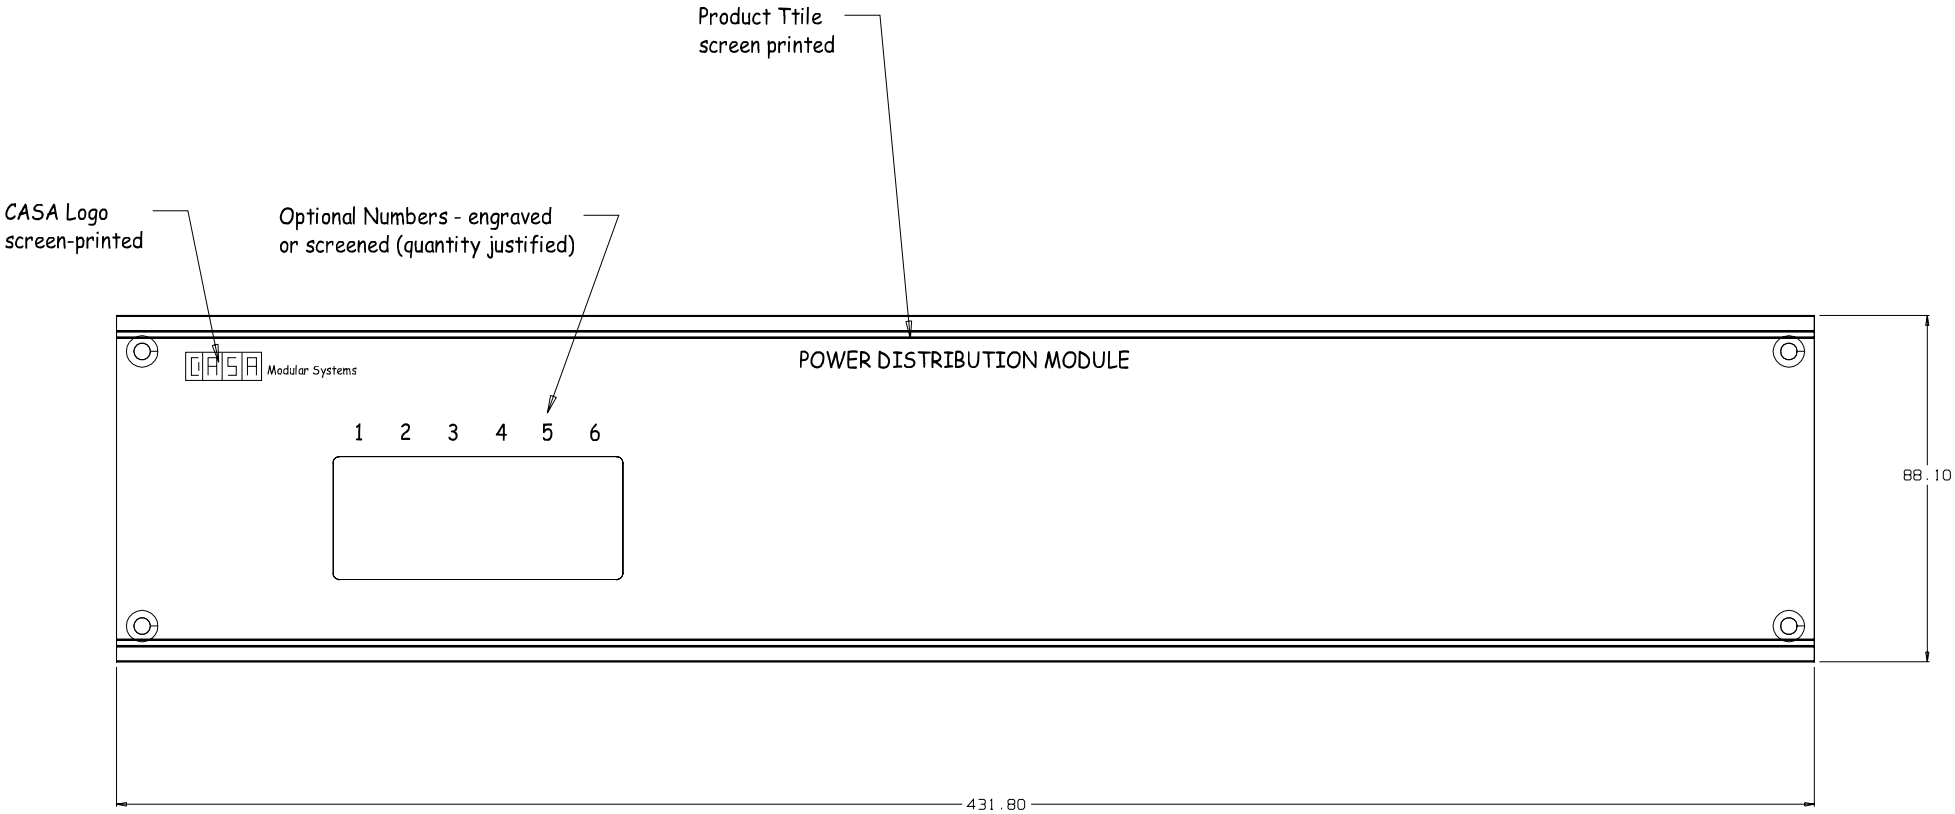 Product Ttile
screen printed
CASA Logo
screen-printed
Optional Numbers - engraved
or screened (quantity justified)
CASA Modular Systems
POWER DISTRIBUTION MODULE
1 2 3 4 5 6
88.10
431.80